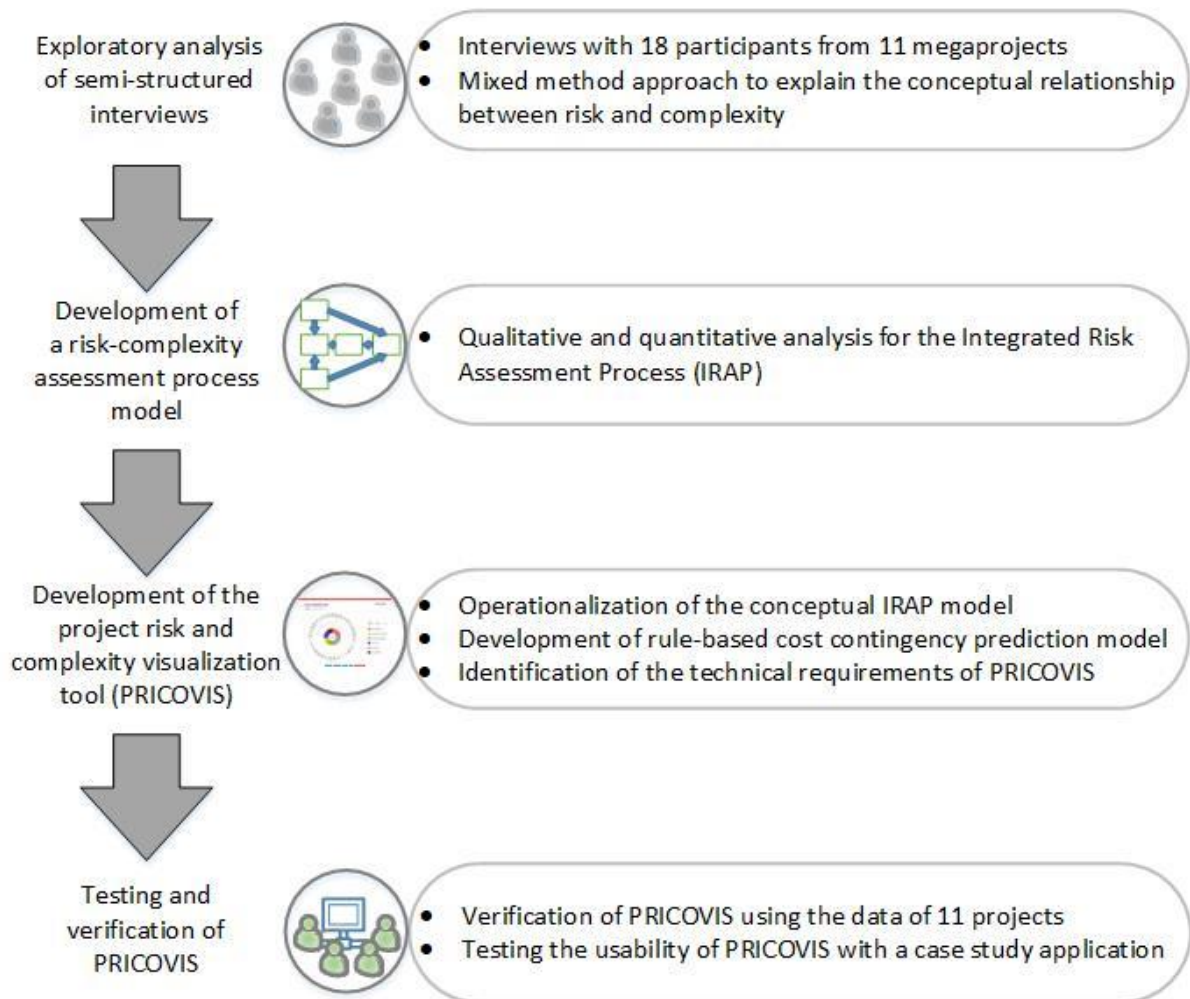 Exploratory analysis
of semi-structured
interviews
• Interviews with 18 participants from 11 megaprojects
• Mixed method approach to explain the conceptual relationship
between risk and complexity
Development of
a risk-complexity
assessment process
model
• Qualitative and quantitative analysis for the Integrated Risk
Assessment Process (IRAP)
Development of the
project risk and
complexity visualization
tool (PRICOVIS)
• Operationalization of the conceptual IRAP model
• Development of rule-based cost contingency prediction model
• Identification of the technical requirements of PRICOVIS
Testing and
verification of
PRICOVIS
• Verification of PRICOVIS using the data of 11 projects
• Testing the usability of PRICOVIS with a case study application